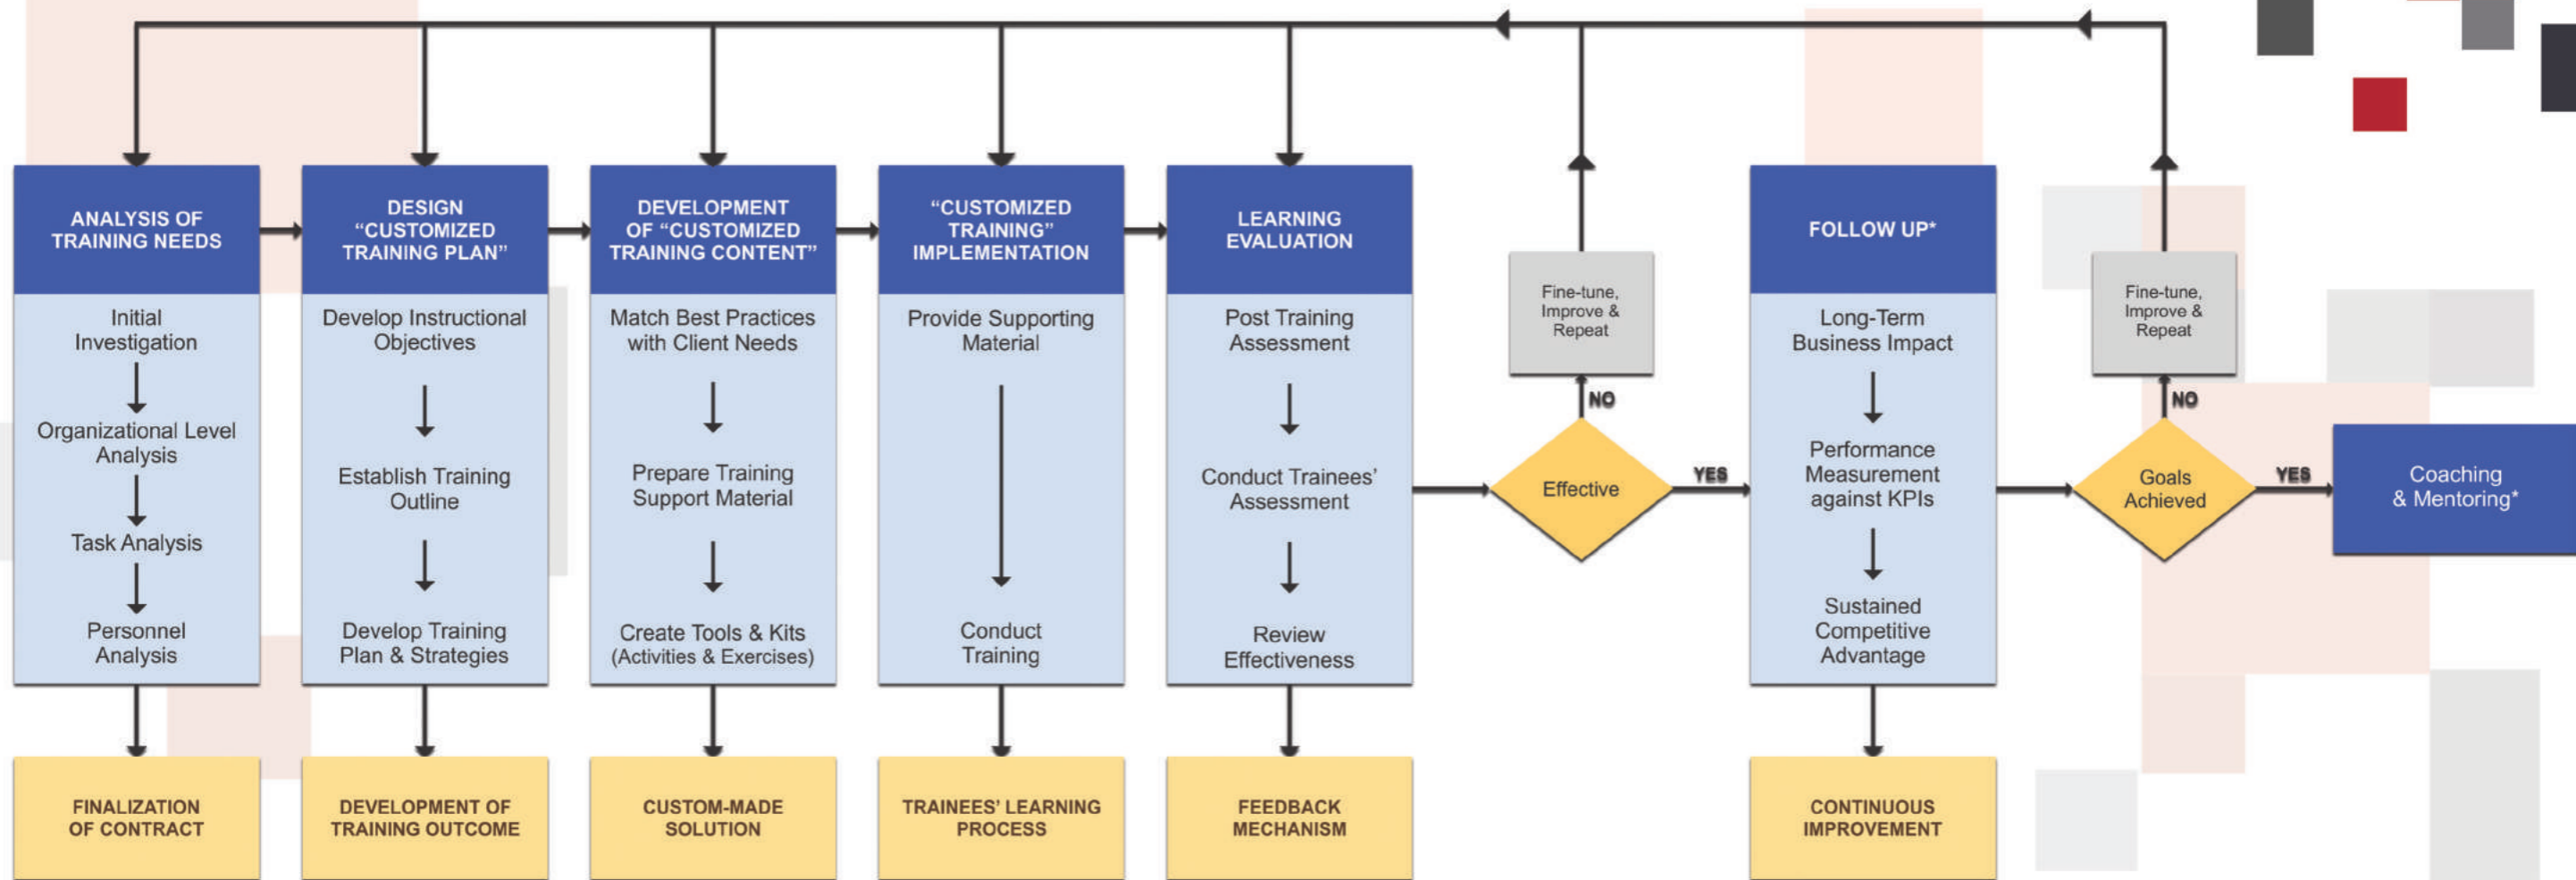 ANALYSIS OF
TRAINING NEEDS
Initial
Investigation
Organizational Level
Analysis
Task Analysis
Personnel
Analysis
FINALIZATION
OF CONTRACT
DESIGN
“CUSTOMIZED
TRAINING PLAN”
Develop Instructional
Objectives
Establish Training
Outline
Develop Training
Plan & Strategies
DEVELOPMENT OF
TRAINING OUTCOME
DEVELOPMENT
OF “CUSTOMIZED
TRAINING CONTENT”
Match Best Practices
with Client Needs
Prepare Training
Support Material
Create Tools & Kits
(Activities & Exercises)
CUSTOM-MADE
SOLUTION
“CUSTOMIZED
TRAINING”
IMPLEMENTATION
Provide Supporting
Material
Conduct
Training
TRAINEES’ LEARNING
PROCESS
LEARNING
EVALUATION
Post Training
Assessment
Conduct Trainees’
Assessment
Review
Effectiveness
FEEDBACK
MECHANISM
Fine-tune,
Improve &
Repeat
NO
Effective
YES
FOLLOW UP*
Long-Term
Business Impact
Performance
Measurement
against KPIs
Sustained
Competitive
Advantage
CONTINUOUS
IMPROVEMENT
Fine-tune,
Improve &
Repeat
NO
Goals
Achieved
YES
Coaching
& Mentoring*